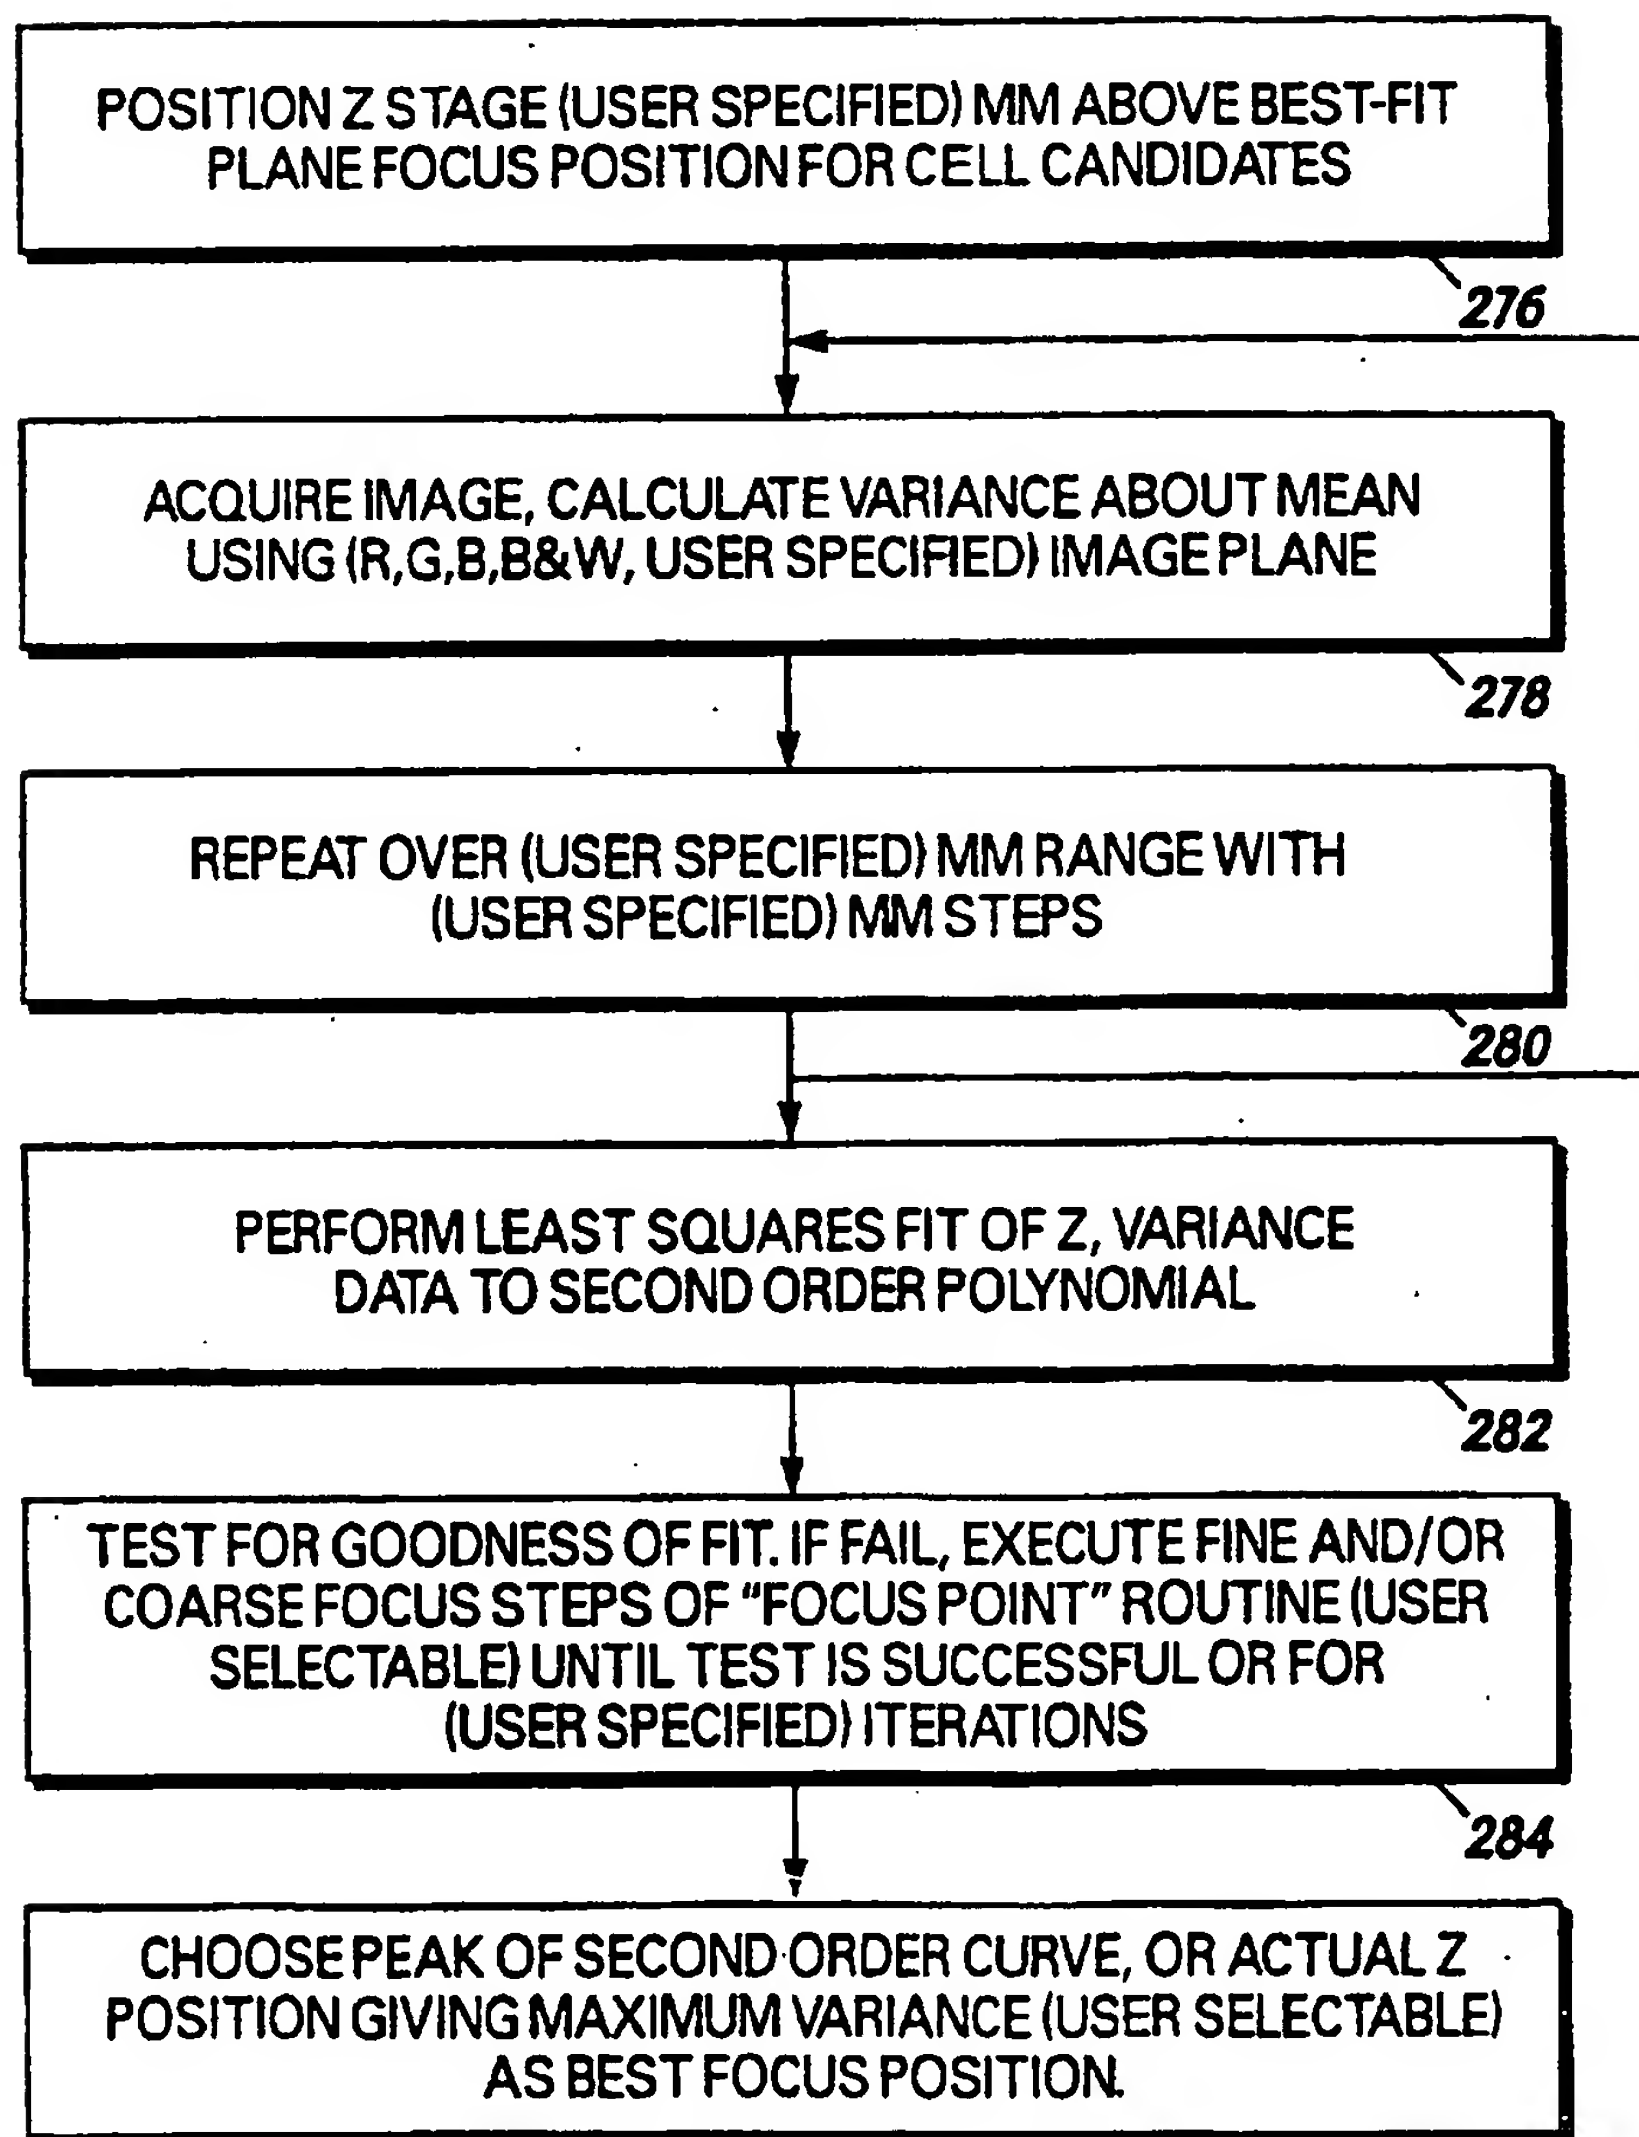 POSITION Z STAGE (USER SPECIFIED) MM ABOVE BEST-FIT
PLANE FOCUS POSITION FOR CELL CANDIDATES
276
ACQUIRE IMAGE, CALCULATE VARIANCE ABOUT MEAN
USING (R,G,B,B&W, USER SPECIFIED) IMAGE PLANE
278
REPEAT OVER (USER SPECIFIED) MM RANGE WITH
(USER SPECIFIED) MM STEPS
280
PERFORM LEAST SQUARES FIT OF Z, VARIANCE
DATA TO SECOND ORDER POLYNOMIAL
282
TEST FOR GOODNESS OF FIT. IF FAIL, EXECUTE FINE AND/OR
COARSE FOCUS STEPS OF "FOCUS POINT" ROUTINE (USER
SELECTABLE) UNTIL TEST IS SUCCESSFUL OR FOR
(USER SPECIFIED) ITERATIONS
284
CHOOSE PEAK OF SECOND ORDER CURVE, OR ACTUAL Z
POSITION GIVING MAXIMUM VARIANCE (USER SELECTABLE)
AS BEST FOCUS POSITION.